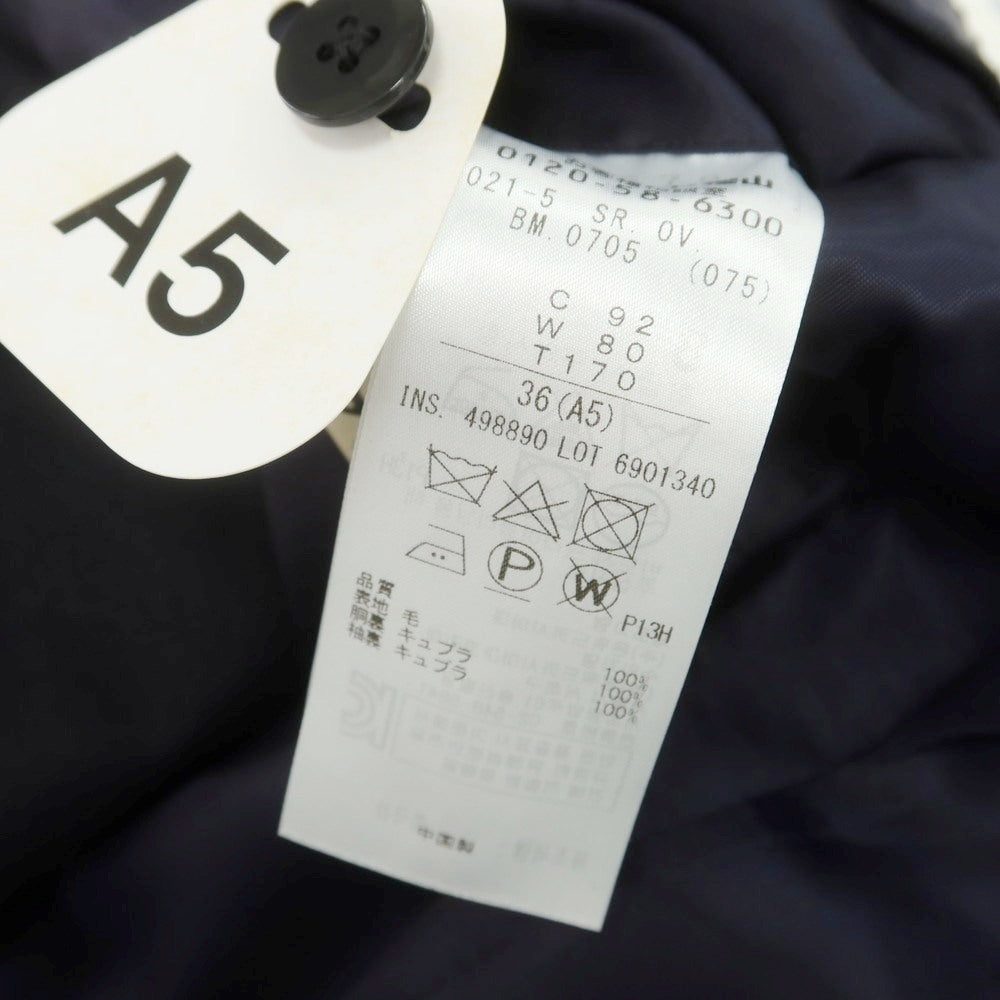 A5
0120-58-6300
021-5 SR. OV.
BM. 0705 (075)
C 92
W 80
T170
36(A5)
INS. 498890 LOT 6901340
P W
P13H
品質
表地 毛 100%
胴裏 キュプラ 100%
袖裏 キュプラ 100%
中国製